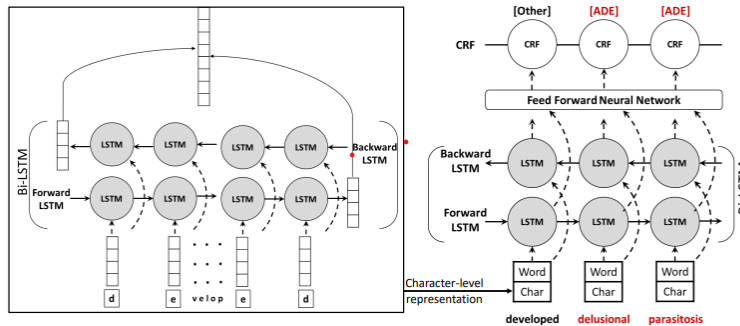 Bi-LSTM
LSTM LSTM LSTM LSTM
Backward
LSTM
Forward
LSTM
LSTM LSTM LSTM LSTM
d e velop e d
Character-level
representation
[Other] [ADE] [ADE]
CRF CRF CRF CRF
Feed Forward Neural Network
Backward
LSTM
LSTM LSTM LSTM
Forward
LSTM
LSTM LSTM LSTM
Word Word Word
Char Char Char
developed delusional parasitosis